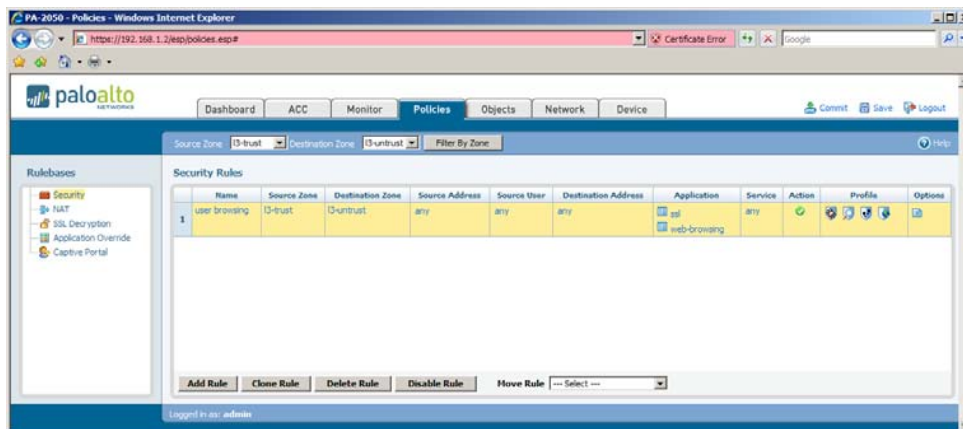 PA-2050 - Policies - Windows Internet Explorer
https://192.168.1.2/esp/policies.esp#
Certificate Error
Google
paloalto
NETWORKS
Dashboard ACC Monitor Policies Objects Network Device
Commit Save Logout
Source Zone l3-trust Destination Zone l3-untrust Filter By Zone
Help
Rulebases
Security
NAT
SSL Decryption
Application Override
Captive Portal
Security Rules
Name Source Zone Destination Zone Source Address Source User Destination Address Application Service Action Profile Options
1 user browsing l3-trust l3-untrust any any any ssl any
web-browsing
Add Rule Clone Rule Delete Rule Disable Rule Move Rule --- Select ---
Logged in as: admin